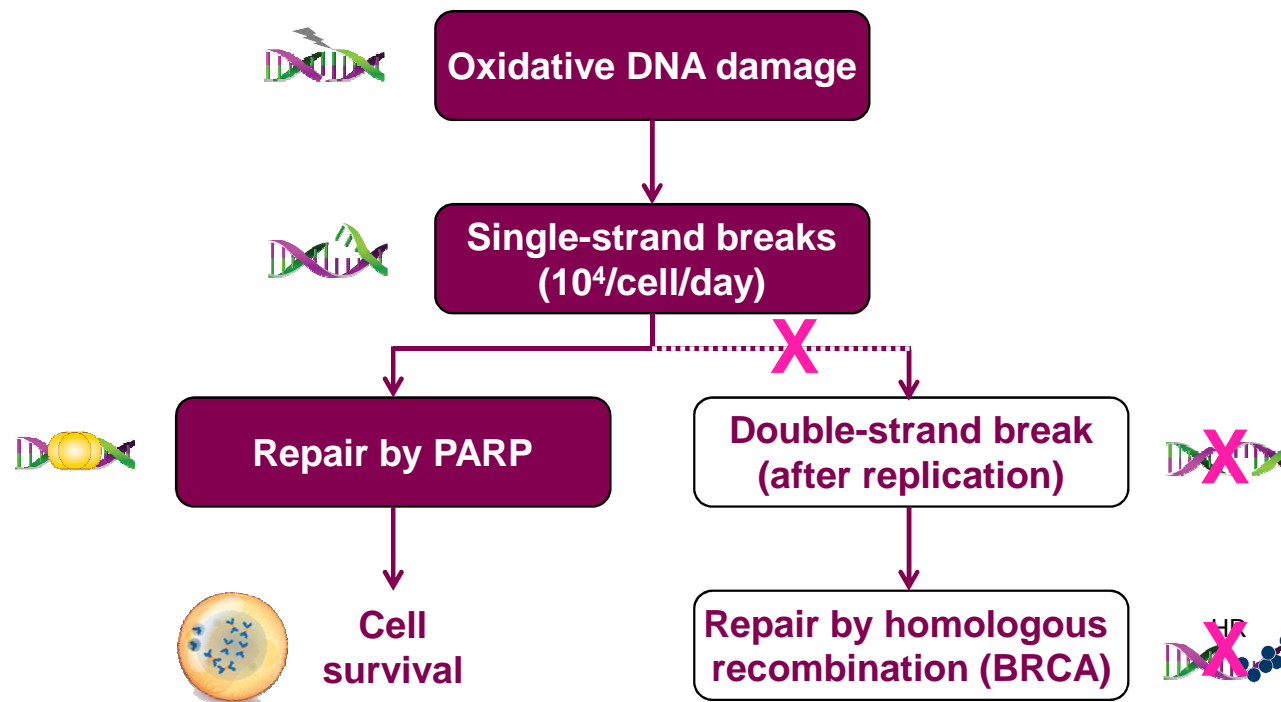 Oxidative DNA damage
Single-strand breaks
(10⁴/cell/day)
X
Repair by PARP
Double-strand break
(after replication)
X
Cell
survival
Repair by homologous
recombination (BRCA)
HR
X